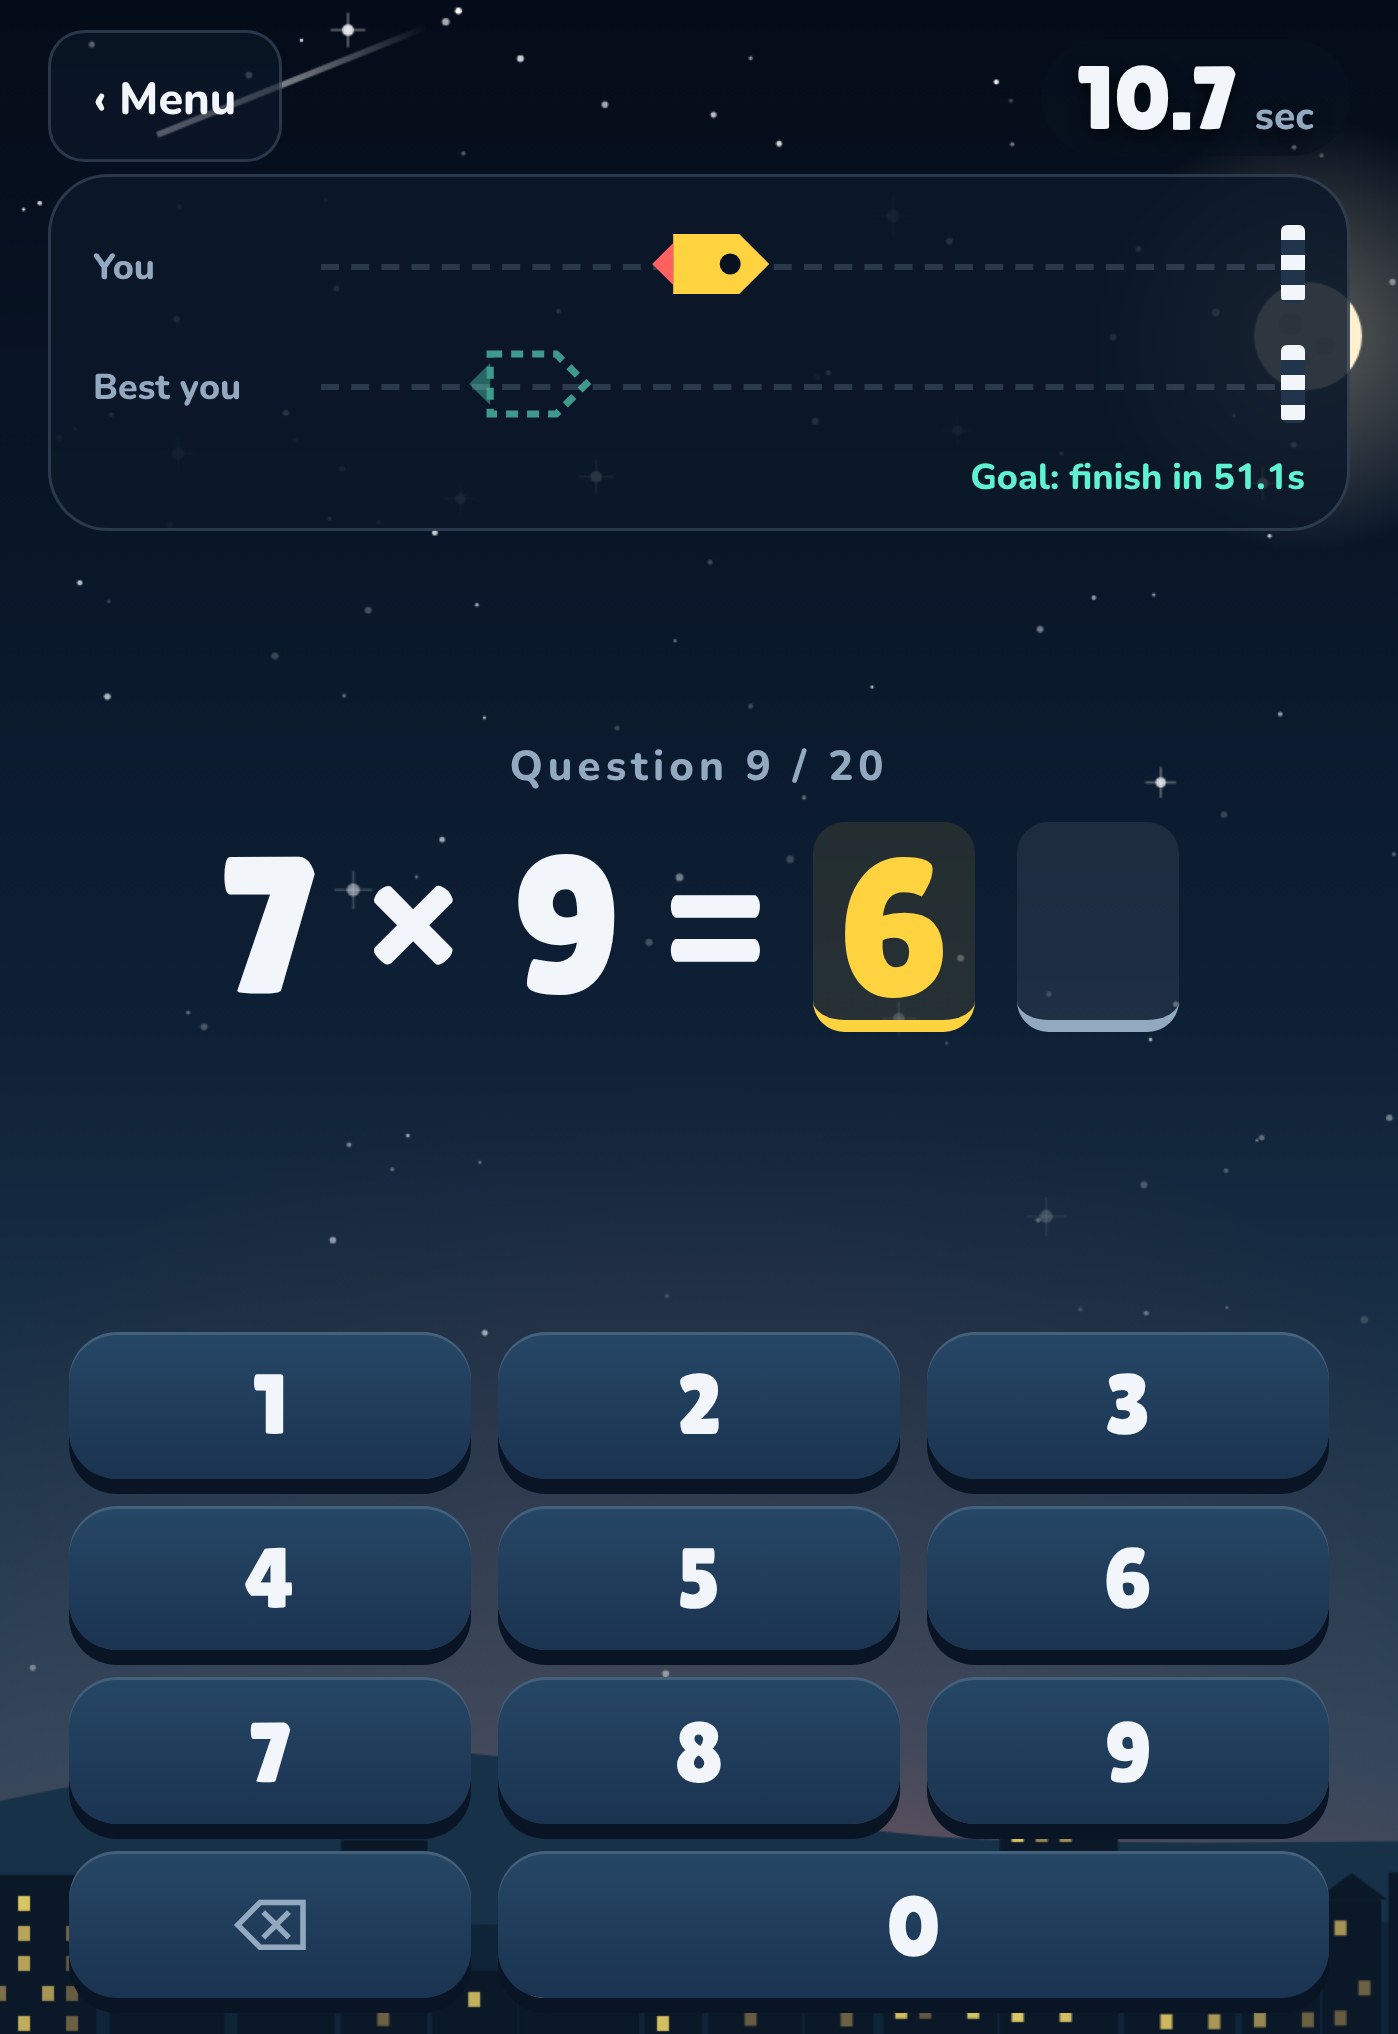 ‹ Menu
10.7 sec
You
Best you
Goal: finish in 51.1s
Question 9 / 20
7 × 9 = 6
1 2 3
4 5 6
7 8 9
0